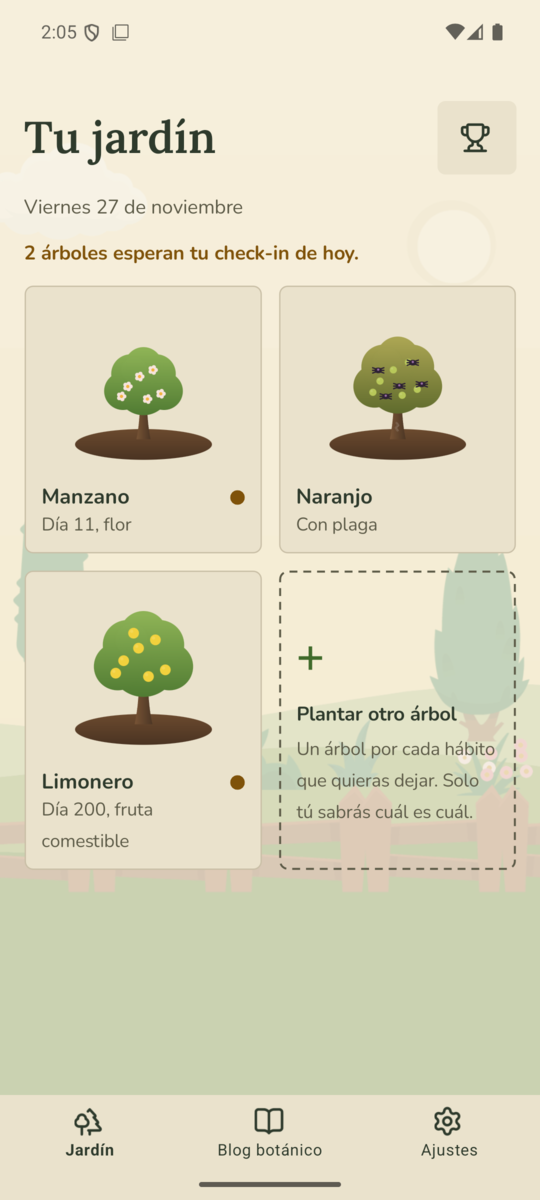 2:05
Tu jardín
Viernes 27 de noviembre
2 árboles esperan tu check-in de hoy.
Manzano
Día 11, flor
Naranjo
Con plaga
Limonero
Día 200, fruta
comestible
Plantar otro árbol
Un árbol por cada hábito
que quieras dejar. Solo
tú sabrás cuál es cuál.
Jardín
Blog botánico
Ajustes